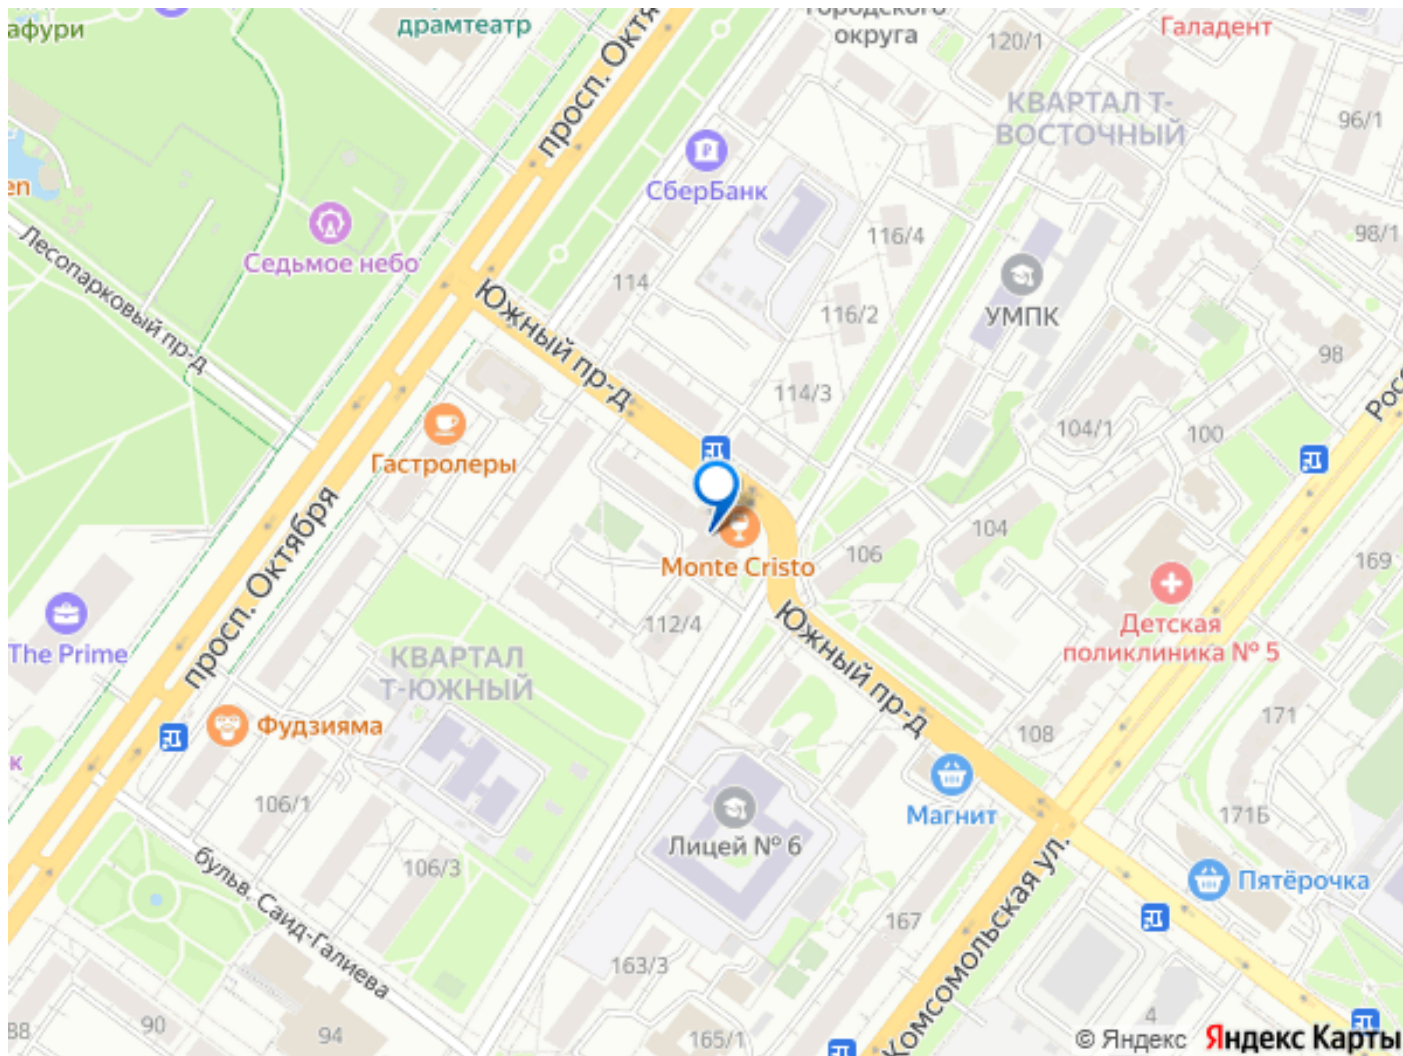 афури
драмтеатр
просп. Октя
городского
округа
120/1
Галадент
КВАРТАЛ Т-
ВОСТОЧНЫЙ
96/1
СберБанк
en
Лесопарковый пр-д
Седьмое небо
116/4
98/1
114
Южный пр-д
116/2
УМПК
98
114/3
Рос
Гастролеры
104/1
100
просп. Октября
104
Monte Cristo
106
169
The Prime
112/4
Детская
поликлиника № 5
КВАРТАЛ
Т-ЮЖНЫЙ
Южный пр-д
Фудзияма
171
108
к
106/1
Магнит
171Б
Лицей № 6
106/3
бульв. Саид-Галиева
Комсомольская ул.
Пятёрочка
167
163/3
88
90
94
165/1
4
© Яндекс Яндекс Карты